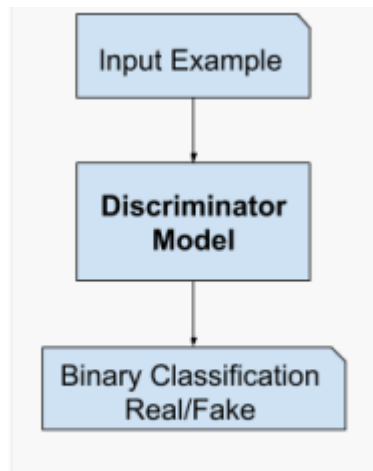 Input Example
Discriminator
Model
Binary Classification
Real/Fake